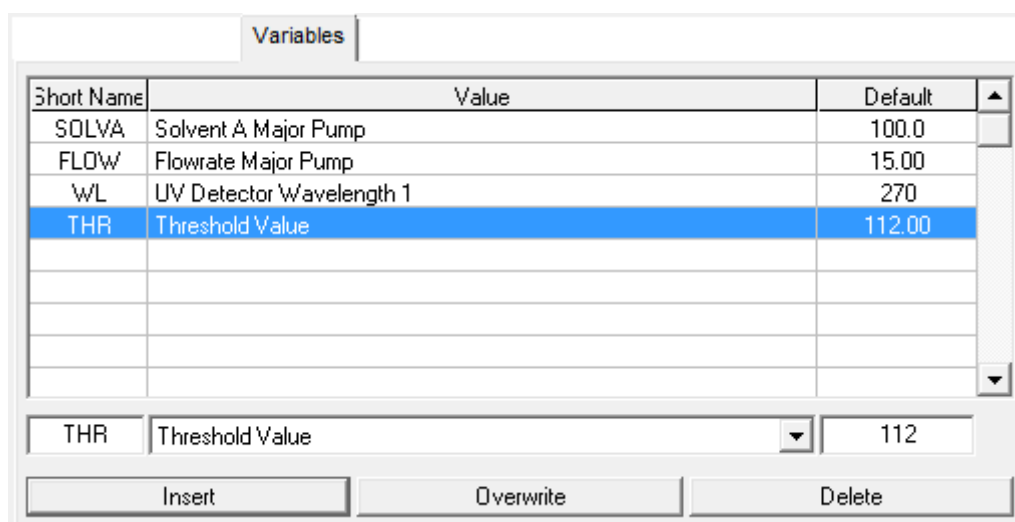 Variables
Short Name Value Default
SOLVA Solvent A Major Pump 100.0
FLOW Flowrate Major Pump 15.00
WL UV Detector Wavelength 1 270
THR Threshold Value 112.00
THR Threshold Value 112
Insert Overwrite Delete